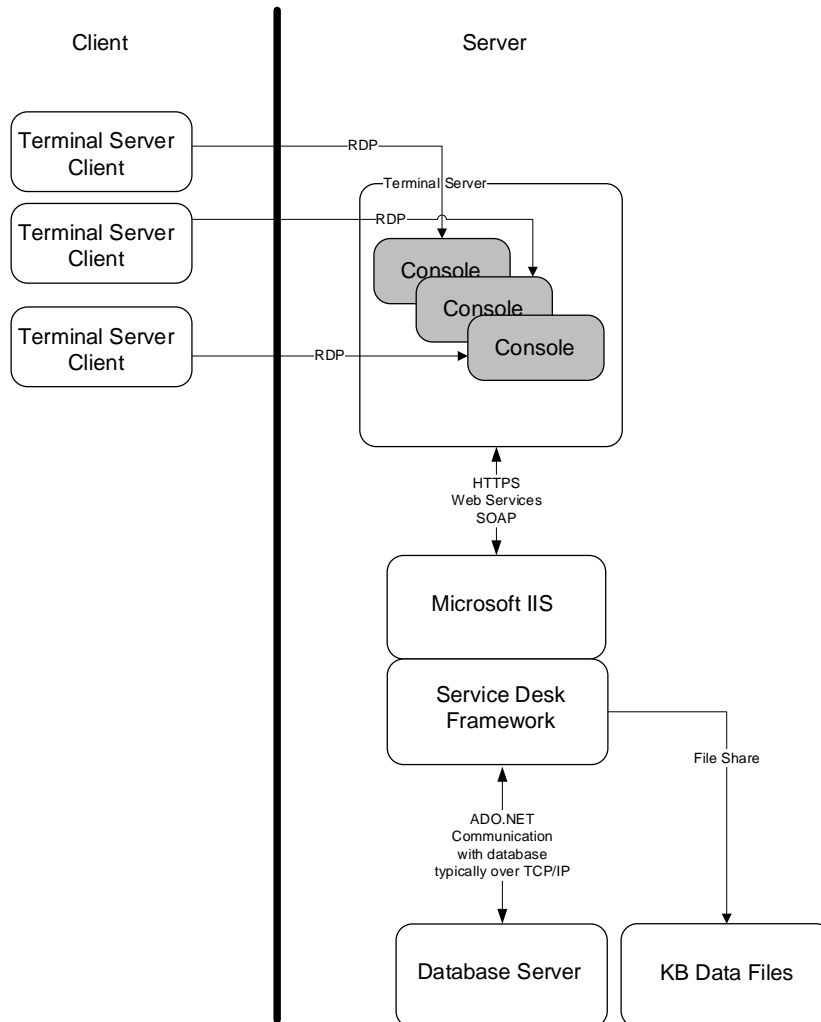 Client
Server
Terminal Server
Client
RDP
Terminal Server
Terminal Server
Client
RDP
Console
Console
Console
Terminal Server
Client
RDP
HTTPS
Web Services
SOAP
Microsoft IIS
Service Desk
Framework
File Share
ADO.NET
Communication
with database
typically over TCP/IP
Database Server
KB Data Files